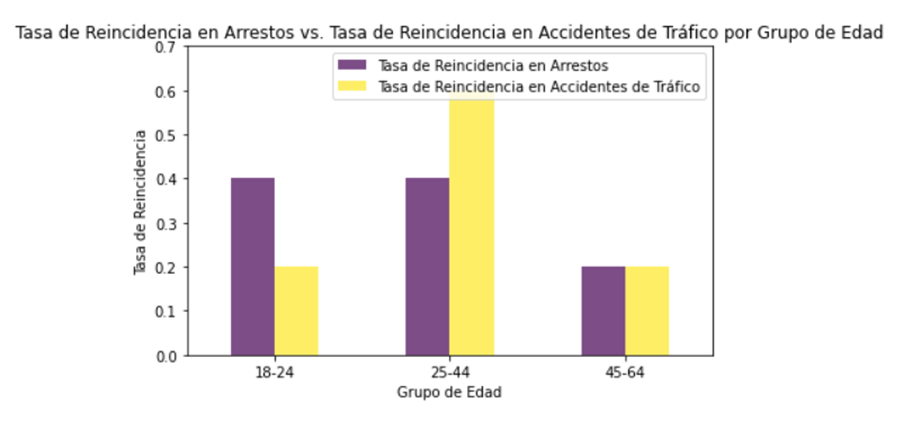 Tasa de Reincidencia en Arrestos vs. Tasa de Reincidencia en Accidentes de Tráfico por Grupo de Edad
Tasa de Reincidencia en Arrestos
Tasa de Reincidencia en Accidentes de Tráfico
Tasa de Reincidencia
0.7
0.6
0.5
0.4
0.3
0.2
0.1
0.0
18-24
25-44
45-64
Grupo de Edad